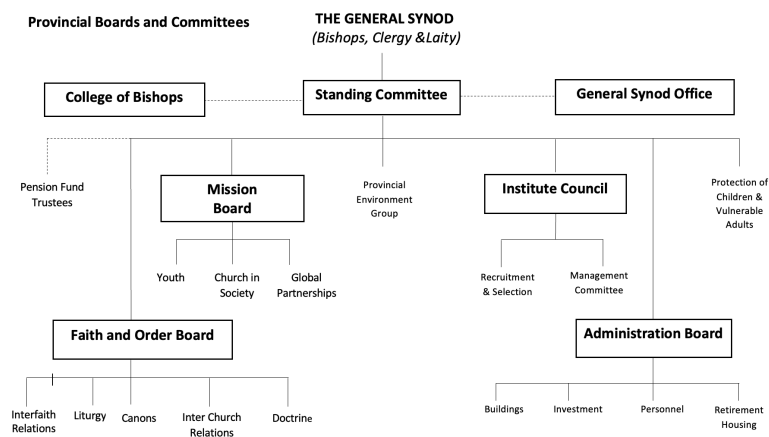 Provincial Boards and Committees
THE GENERAL SYNOD
(Bishops, Clergy &Laity)
College of Bishops
Standing Committee
General Synod Office
Pension Fund
Trustees
Mission
Board
Provincial
Environment
Group
Institute Council
Protection of
Children &
Vulnerable
Adults
Youth
Church in
Society
Global
Partnerships
Recruitment
& Selection
Management
Committee
Faith and Order Board
Administration Board
Interfaith
Relations
Liturgy
Canons
Inter Church
Relations
Doctrine
Buildings
Investment
Personnel
Retirement
Housing